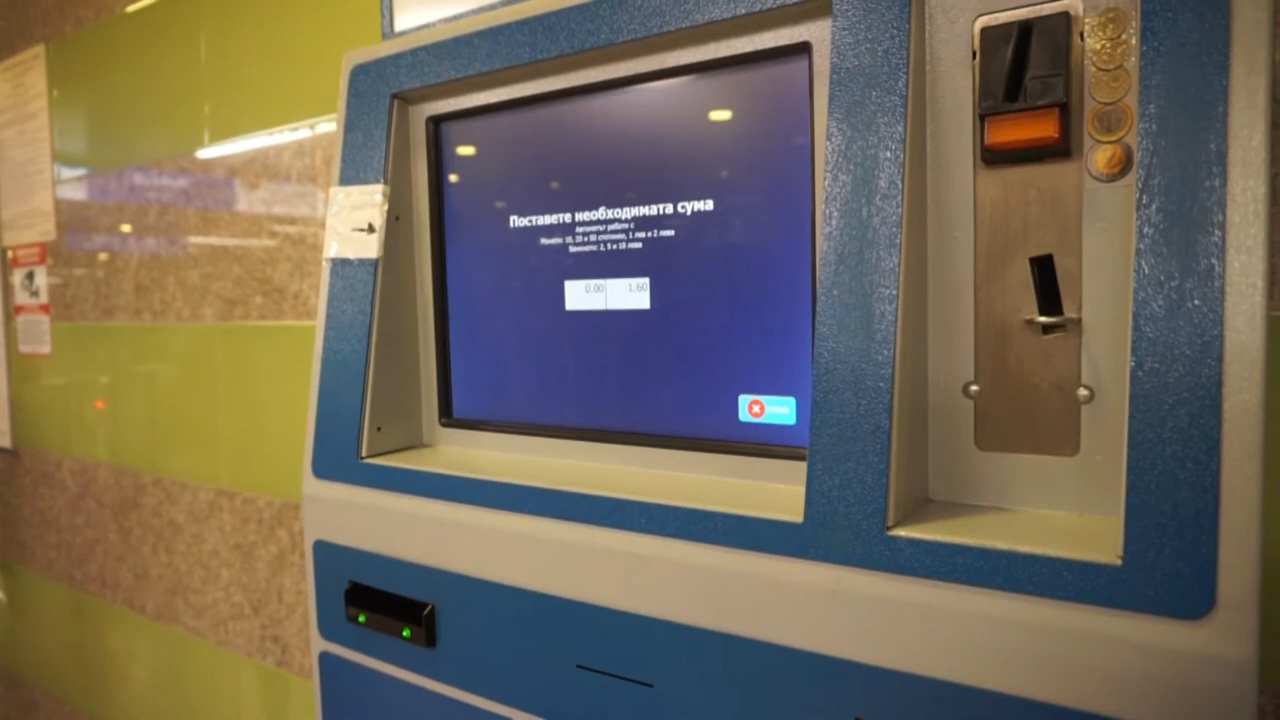 Поставете необходимата сума
Автоматът работи с
Монети: 10, 20 и 50 стотинки, 1 лев и 2 лева
Банкноти: 2, 5 и 10 лева
0.00 1.60